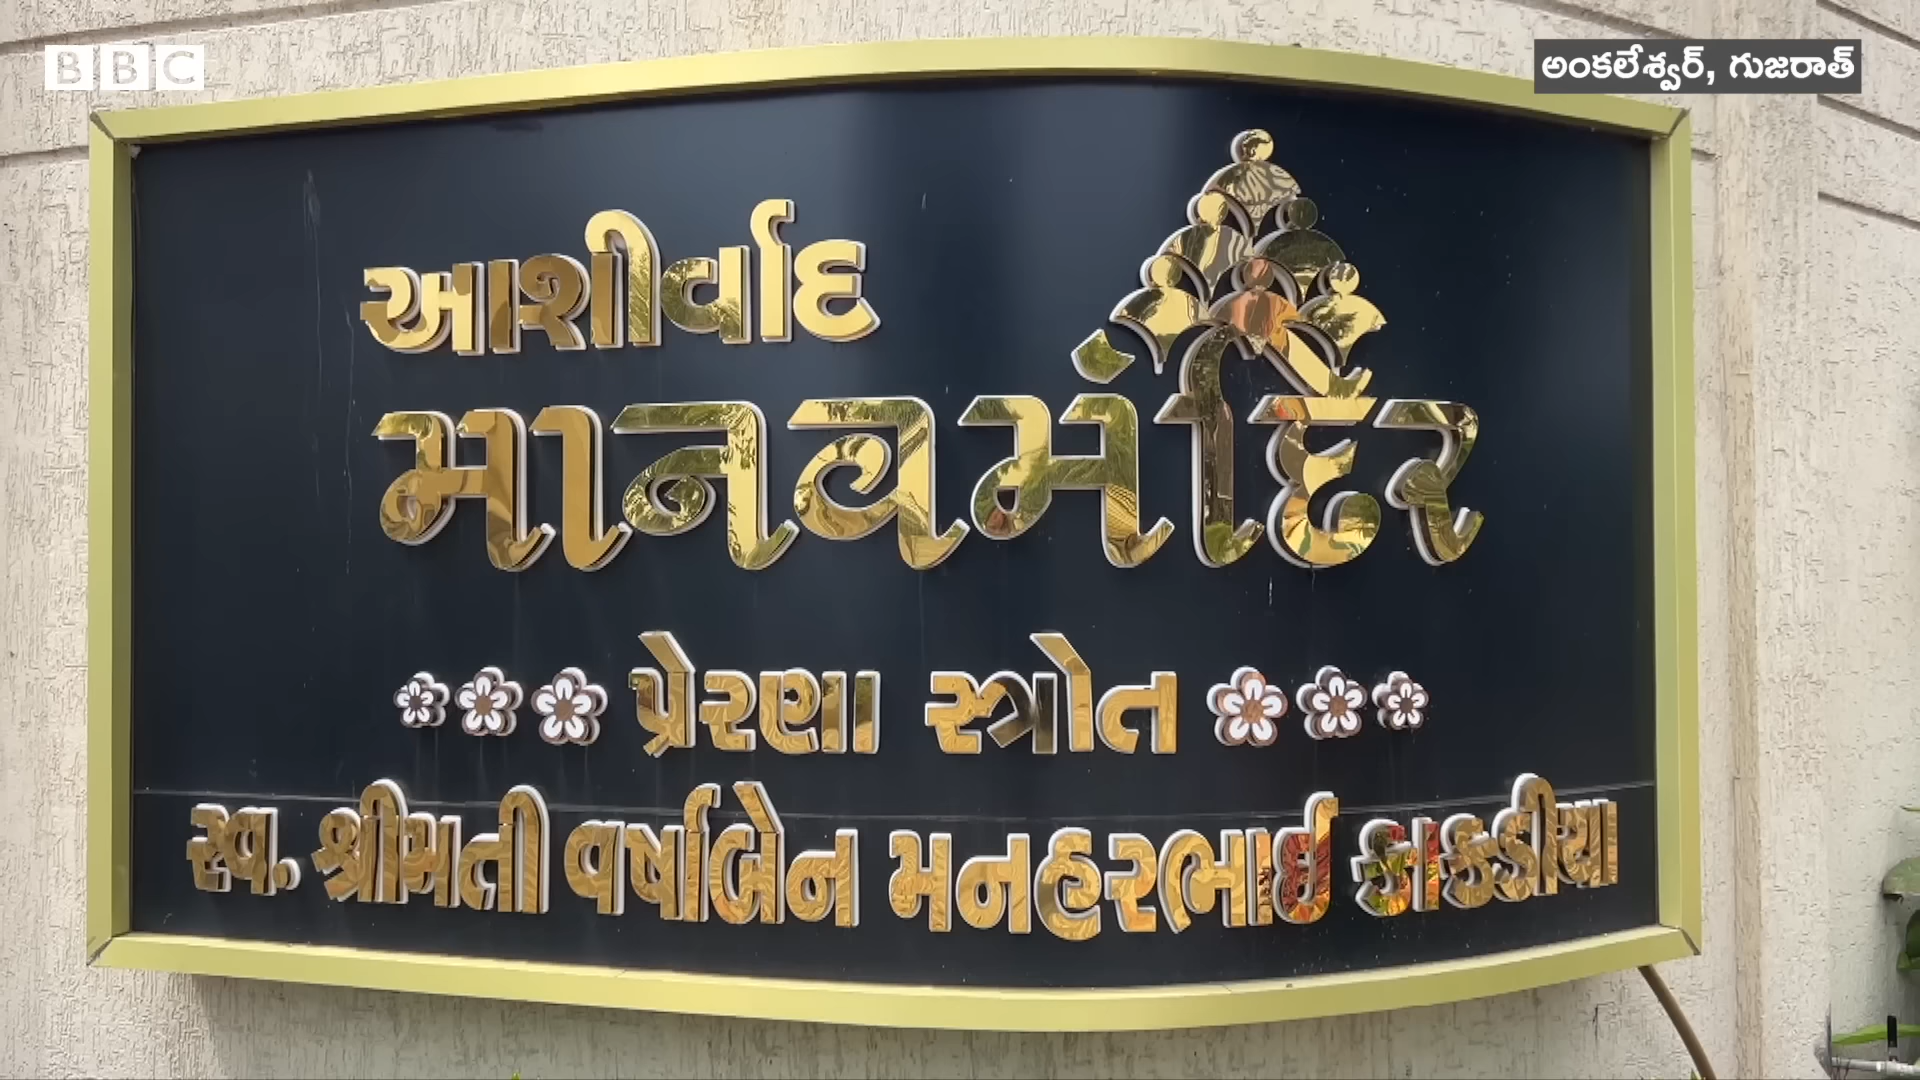 BBC
అంకలేశ్వర్, గుజరాత్
આશીર્વાદ
માનવમંદિર
પ્રેરણા સ્ત્રોત
સ્વ. શ્રીમતી વર્ષાબેન મનહરભાઈ કાકડીયા